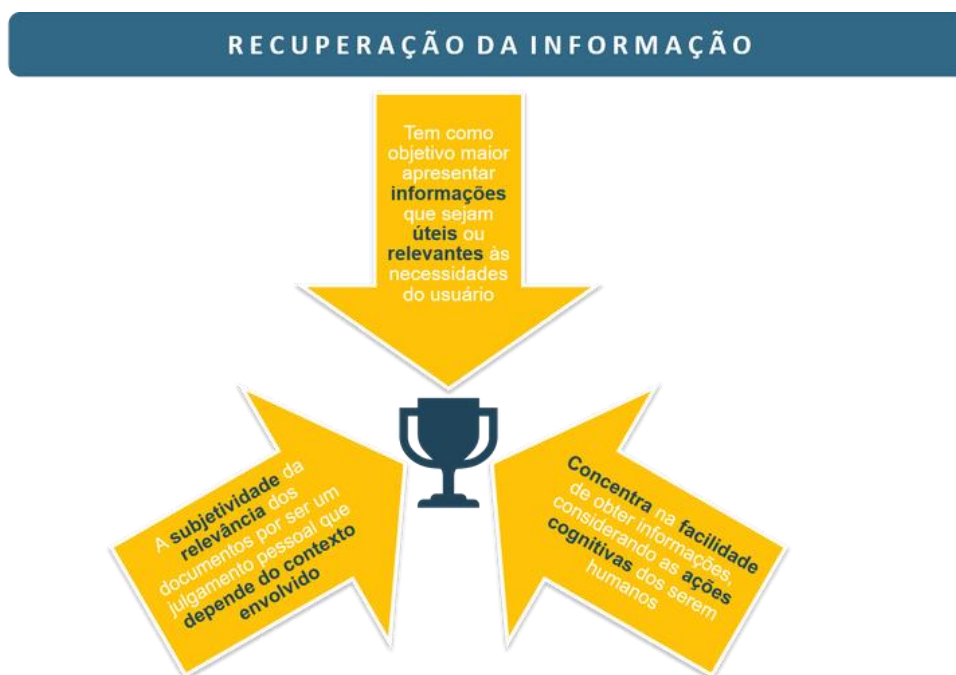 RECUPERAÇÃO DA INFORMAÇÃO
Tem como
objetivo maior
apresentar
informações
que sejam
úteis ou
relevantes às
necessidades
do usuário
A subjetividade da
relevância dos
documentos por ser um
julgamento pessoal que
depende do contexto
envolvido
Concentra na facilidade
de obter informações,
considerando as ações
cognitivas dos serem
humanos